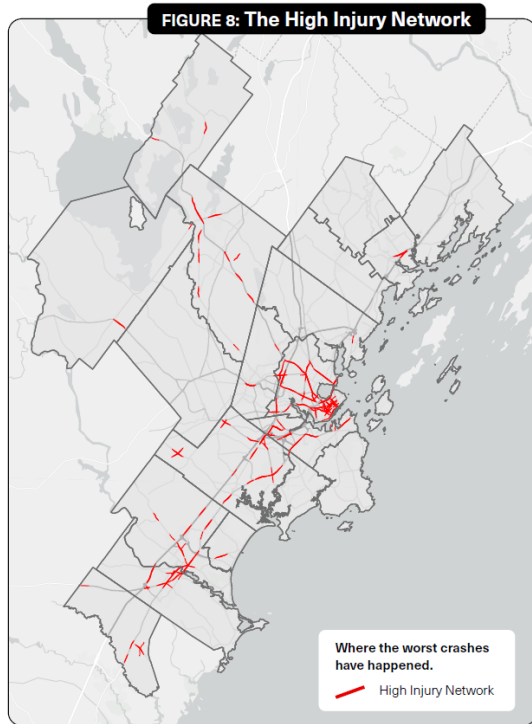 FIGURE 8: The High Injury Network
Where the worst crashes
have happened.
High Injury Network